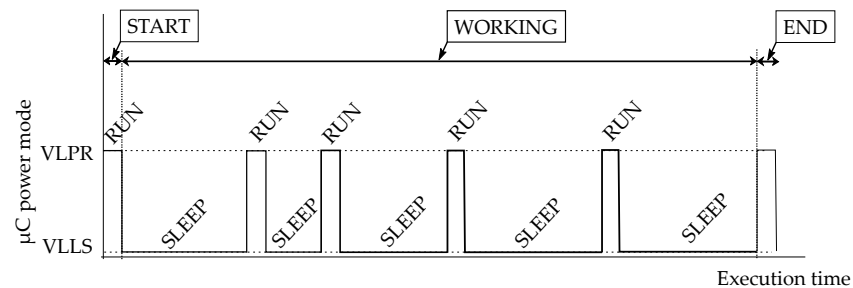 START
WORKING
END
RUN
RUN
RUN
RUN
RUN
μC power mode
VLPR
SLEEP
SLEEP
SLEEP
SLEEP
SLEEP
VLLS
Execution time